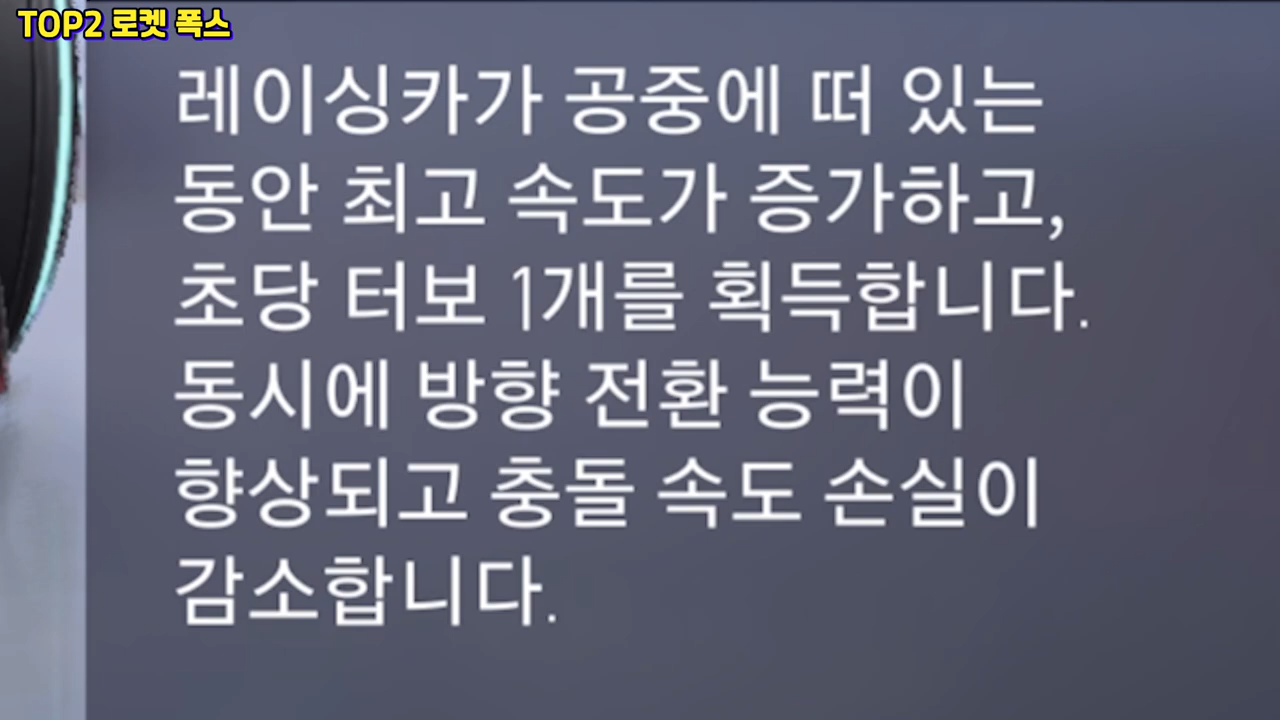 TOP2 로켓 폭스
레이싱카가 공중에 떠 있는
동안 최고 속도가 증가하고,
초당 터보 1개를 획득합니다.
동시에 방향 전환 능력이
향상되고 충돌 속도 손실이
감소합니다.